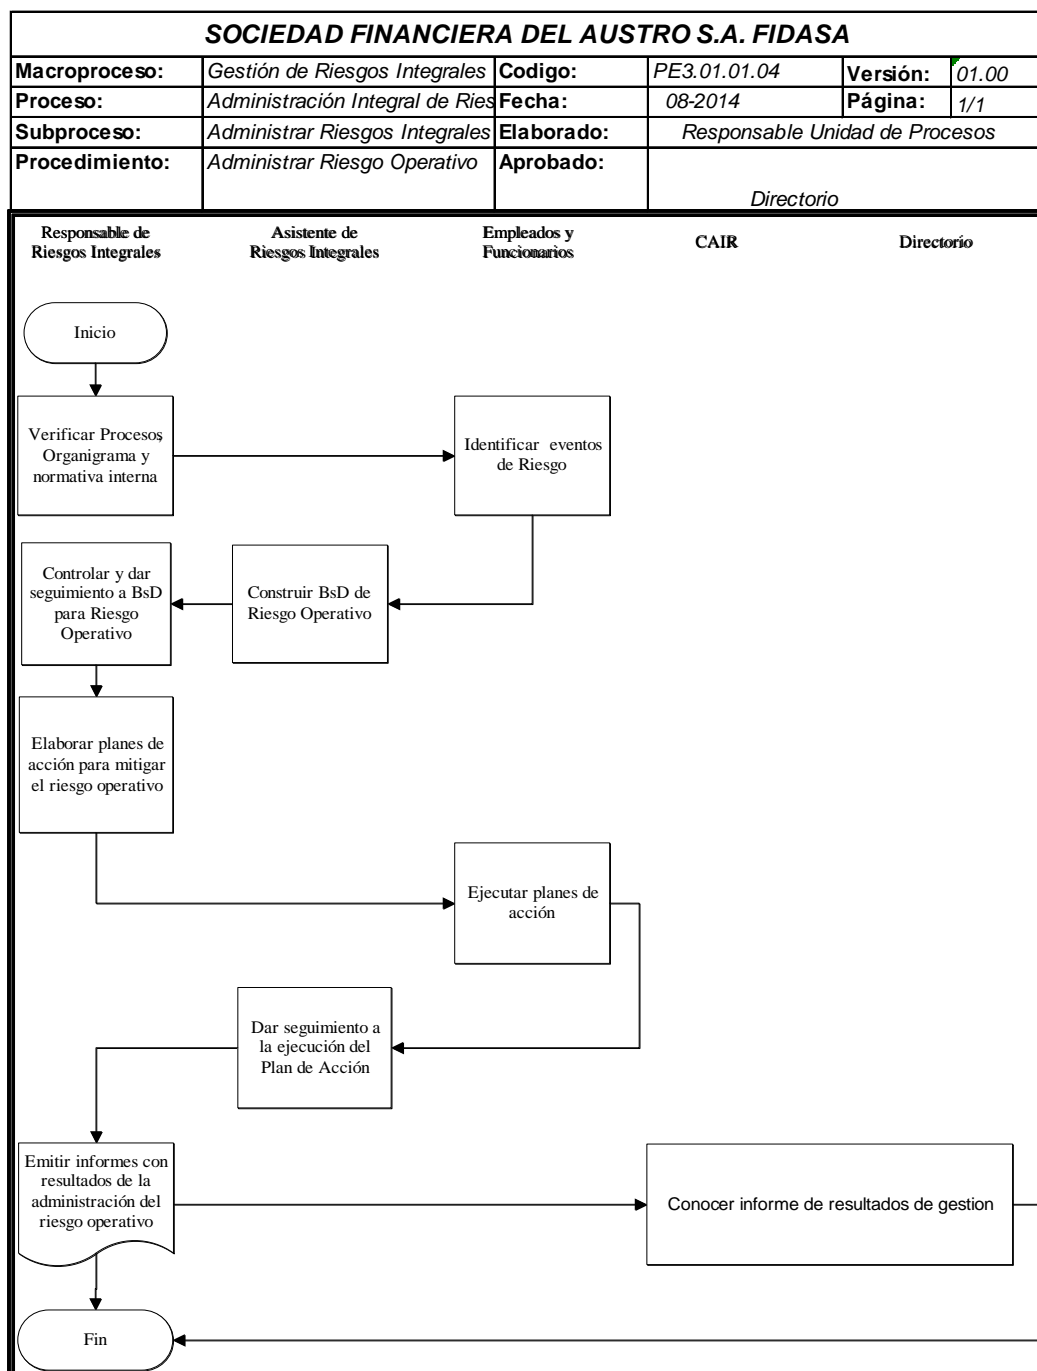 SOCIEDAD FINANCIERA DEL AUSTRO S.A. FIDASA
Macroproceso: Gestión de Riesgos Integrales Codigo: PE3.01.01.04 Versión: 01.00
Proceso: Administración Integral de Ries Fecha: 08-2014 Página: 1/1
Subproceso: Administrar Riesgos Integrales Elaborado: Responsable Unidad de Procesos
Procedimiento: Administrar Riesgo Operativo Aprobado:
Directorio
Responsable de
Riesgos Integrales
Asistente de
Riesgos Integrales
Empleados y
Funcionarios
CAIR
Directorio
Inicio
Verificar Procesos,
Organigrama y
normativa interna
Identificar eventos
de Riesgo
Controlar y dar
seguimiento a BsD
para Riesgo
Operativo
Construir BsD de
Riesgo Operativo
Elaborar planes de
acción para mitigar
el riesgo operativo
Ejecutar planes de
acción
Dar seguimiento a
la ejecución del
Plan de Acción
Emitir informes con
resultados de la
administración del
riesgo operativo
Conocer informe de resultados de gestion
Fin